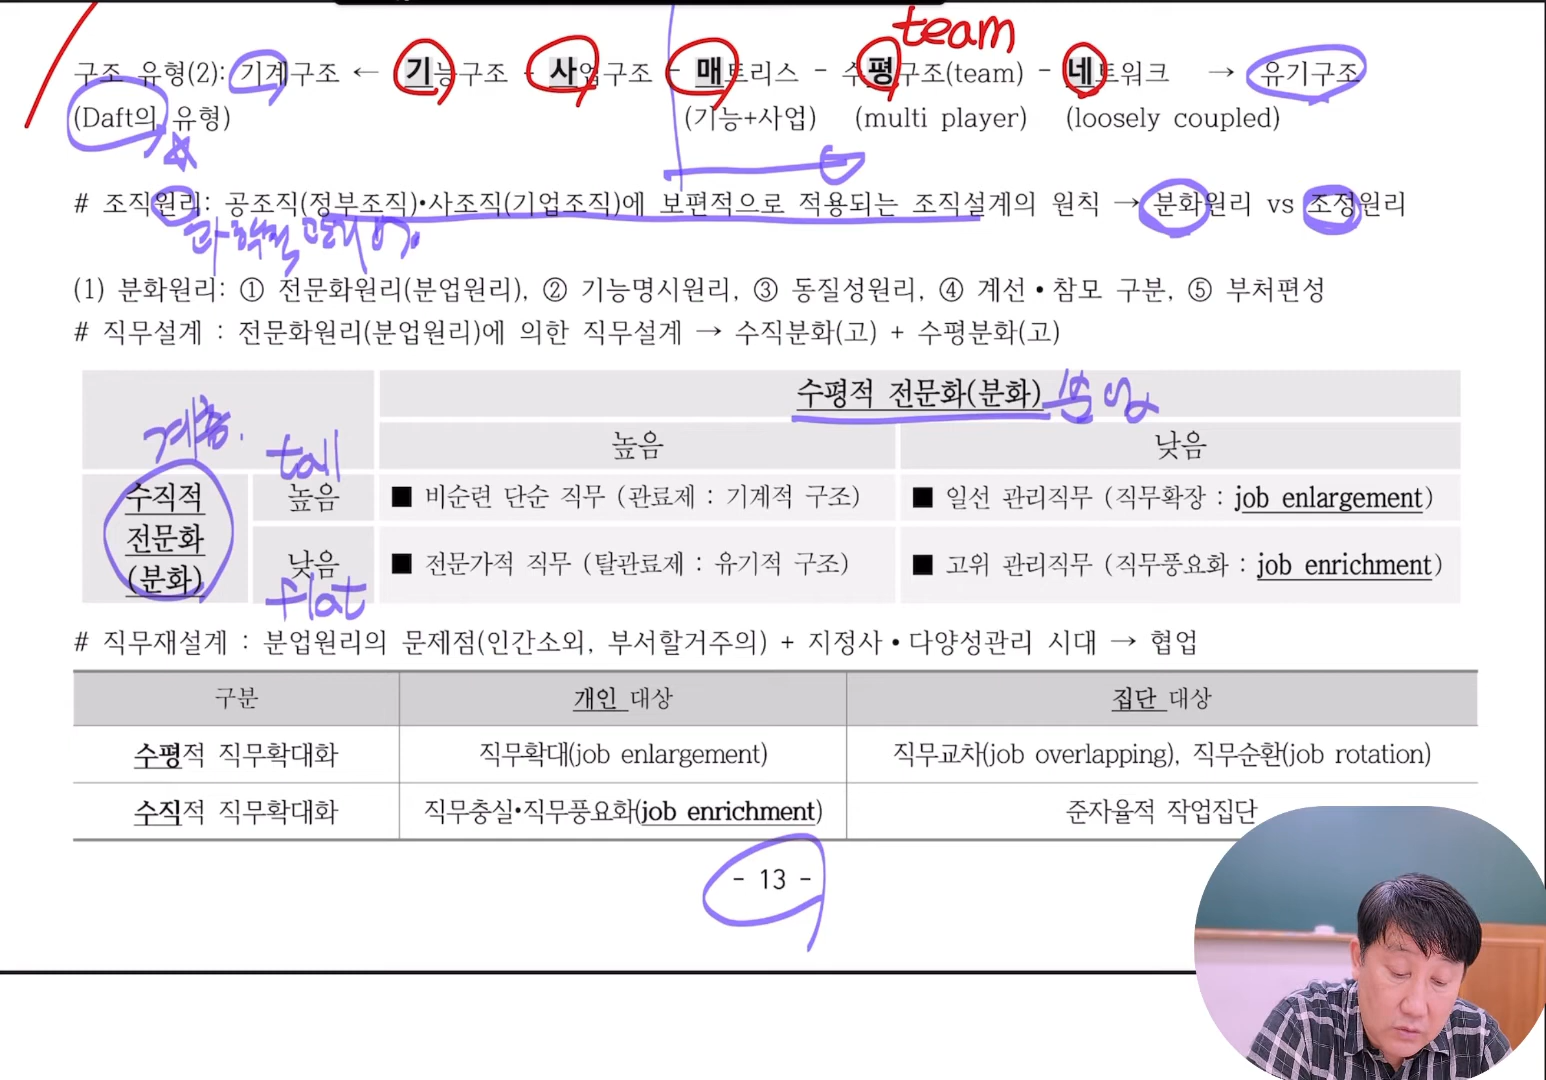 team
구조 유형(2): 기계구조 ← 기능구조 - 사업구조 - 매트리스 - 수평구조(team) - 네트워크 → 유기구조
(Daft의 유형) (기능+사업) (multi player) (loosely coupled)
# 조직원리: 공조직(정부조직)•사조직(기업조직)에 보편적으로 적용되는 조직설계의 원칙 → 분화원리 vs 조정원리
(1) 분화원리: ① 전문화원리(분업원리), ② 기능명시원리, ③ 동질성원리, ④ 계선•참모 구분, ⑤ 부처편성
# 직무설계 : 전문화원리(분업원리)에 의한 직무설계 → 수직분화(고) + 수평분화(고)
수평적 전문화(분화) 분업
계층. tall
높음 낮음
수직적 전문화 (분화)
높음 ■ 비순련 단순 직무 (관료제 : 기계적 구조) ■ 일선 관리직무 (직무확장 : job enlargement)
낮음 ■ 전문가적 직무 (탈관료제 : 유기적 구조) ■ 고위 관리직무 (직무풍요화 : job enrichment)
flat
# 직무재설계 : 분업원리의 문제점(인간소외, 부서할거주의) + 지정사•다양성관리 시대 → 협업
구분 개인 대상 집단 대상
수평적 직무확대화 직무확대(job enlargement) 직무교차(job overlapping), 직무순환(job rotation)
수직적 직무확대화 직무충실•직무풍요화(job enrichment) 준자율적 작업집단
- 13 -